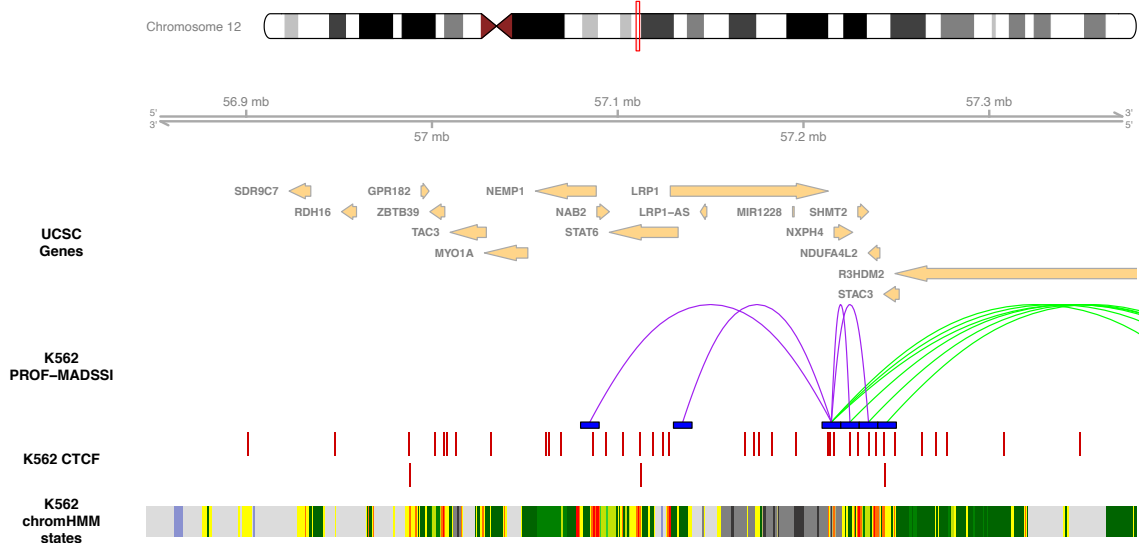 Chromosome 12
56.9 mb 57.1 mb 57.3 mb
5' 3'
3' 5'
57 mb 57.2 mb
SDR9C7 GPR182 NEMP1 LRP1
RDH16 ZBTB39 NAB2 LRP1−AS MIR1228 SHMT2
TAC3 STAT6 NXPH4
UCSC
Genes
MYO1A NDUFA4L2
R3HDM2
STAC3
K562
PROF−MADSSI
K562 CTCF
K562
chromHMM
states